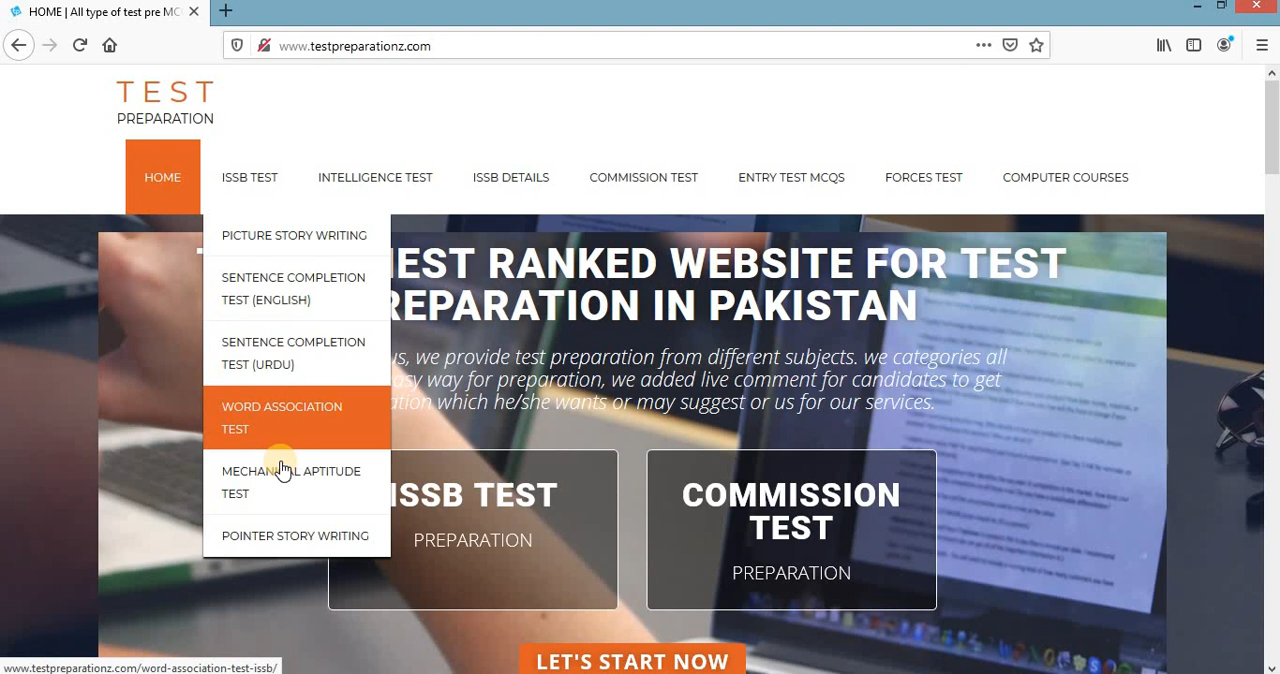 HOME | All type of test pre MC
www.testpreparationz.com
TEST
PREPARATION
HOME
ISSB TEST
INTELLIGENCE TEST
ISSB DETAILS
COMMISSION TEST
ENTRY TEST MCQS
FORCES TEST
COMPUTER COURSES
PICTURE STORY WRITING
SENTENCE COMPLETION
TEST (ENGLISH)
SENTENCE COMPLETION
TEST (URDU)
WORD ASSOCIATION
TEST
APTITUDE
TEST
POINTER STORY WRITING
RANKED WEBSITE FOR TEST
IN PAKISTAN
us, we provide test preparation from different subjects. we categories all
way for preparation, we added live comment for candidates to get
which he/she wants or may suggest or us for our services.
ISSB TEST
PREPARATION
COMMISSION
TEST
PREPARATION
LET'S START NOW
www.testpreparationz.com/word-association-test-issb/